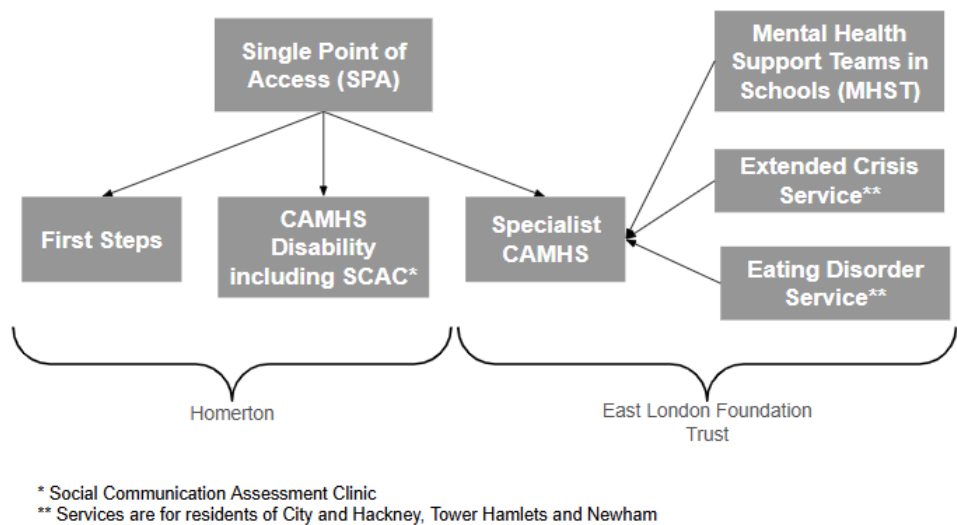 Single Point of
Access (SPA)
Mental Health
Support Teams in
Schools (MHST)
Extended Crisis
Service**
First Steps
CAMHS
Disability
including SCAC*
Specialist
CAMHS
Eating Disorder
Service**
Homerton
East London Foundation
Trust
* Social Communication Assessment Clinic
** Services are for residents of City and Hackney, Tower Hamlets and Newham